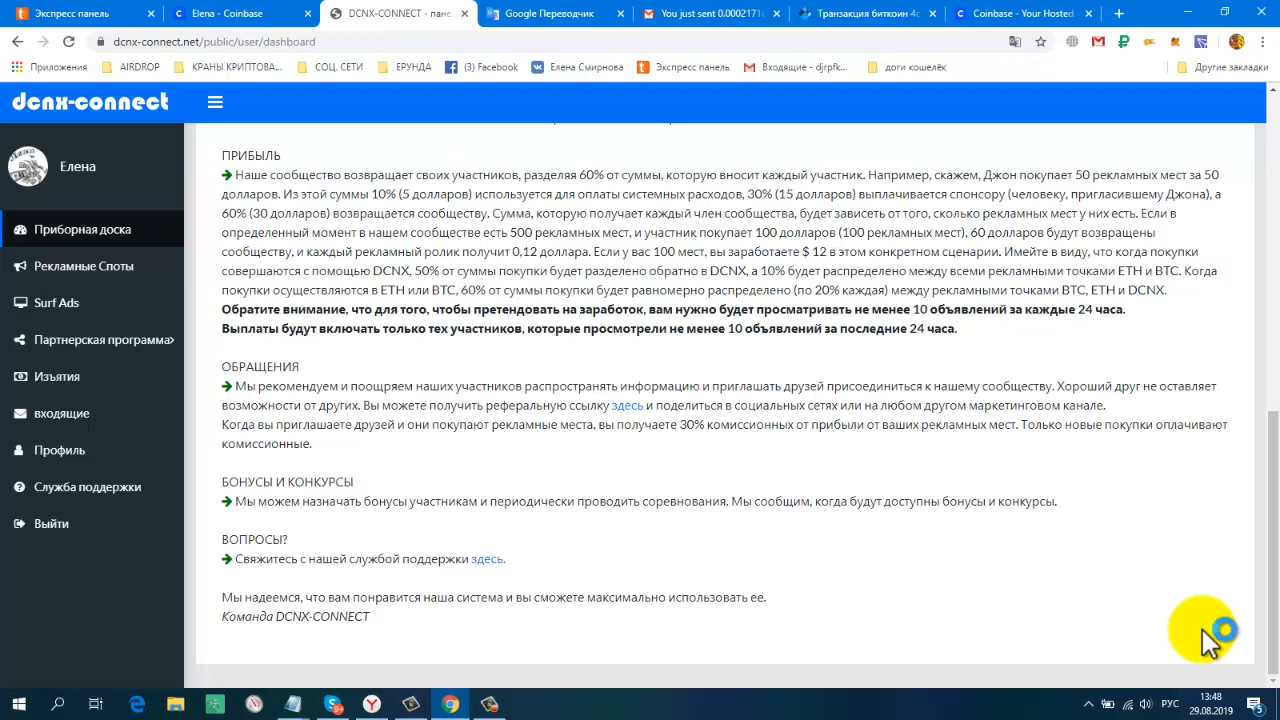 Экспресс панель
Elena - Coinbase
DCNX-CONNECT - пане
Google Переводчик
You just sent 0.0002171
Транзакция биткоин 4c
Coinbase - Your Hosted
dcnx-connect.net/public/user/dashboard
Приложения
AIRDROP
КРАНЫ КРИПТОВА...
СОЦ. СЕТИ
ЕРУНДА
(3) Facebook
Елена Смирнова
Экспресс панель
Входящие - djrpfk...
доги кошелёк
Другие закладки
dcnx-connect
Елена
Приборная доска
Рекламные Споты
Surf Ads
Партнерская программа>
Изъятия
входящие
Профиль
Служба поддержки
Выйти
ПРИБЫЛЬ
➔ Наше сообщество возвращает своих участников, разделяя 60% от суммы, которую вносит каждый участник. Например, скажем, Джон покупает 50 рекламных мест за 50
долларов. Из этой суммы 10% (5 долларов) используется для оплаты системных расходов, 30% (15 долларов) выплачивается спонсору (человеку, пригласившему Джона), а
60% (30 долларов) возвращается сообществу. Сумма, которую получает каждый член сообщества, будет зависеть от того, сколько рекламных мест у них есть. Если в
определенный момент в нашем сообществе есть 500 рекламных мест, и участник покупает 100 долларов (100 рекламных мест), 60 долларов будут возвращены
сообществу, и каждый рекламный ролик получит 0,12 доллара. Если у вас 100 мест, вы заработаете $ 12 в этом конкретном сценарии. Имейте в виду, что когда покупки
совершаются с помощью DCNX, 50% от суммы покупки будет разделено обратно в DCNX, а 10% будет распределено между всеми рекламными точками ETH и BTC. Когда
покупки осуществляются в ETH или BTC, 60% от суммы покупки будет равномерно распределено (по 20% каждая) между рекламными точками BTC, ETH и DCNX.
Обратите внимание, что для того, чтобы претендовать на заработок, вам нужно будет просматривать не менее 10 объявлений за каждые 24 часа.
Выплаты будут включать только тех участников, которые просмотрели не менее 10 объявлений за последние 24 часа.
ОБРАЩЕНИЯ
➔ Мы рекомендуем и поощряем наших участников распространять информацию и приглашать друзей присоединиться к нашему сообществу. Хороший друг не оставляет
возможности от других. Вы можете получить реферальную ссылку здесь и поделиться в социальных сетях или на любом другом маркетинговом канале.
Когда вы приглашаете друзей и они покупают рекламные места, вы получаете 30% комиссионных от прибыли от ваших рекламных мест. Только новые покупки оплачивают
комиссионные.
БОНУСЫ И КОНКУРСЫ
➔ Мы можем назначать бонусы участникам и периодически проводить соревнования. Мы сообщим, когда будут доступны бонусы и конкурсы.
ВОПРОСЫ?
➔ Свяжитесь с нашей службой поддержки здесь.
Мы надеемся, что вам понравится наша система и вы сможете максимально использовать ее.
Команда DCNX-CONNECT
РУС
13:48
29.08.2019
5